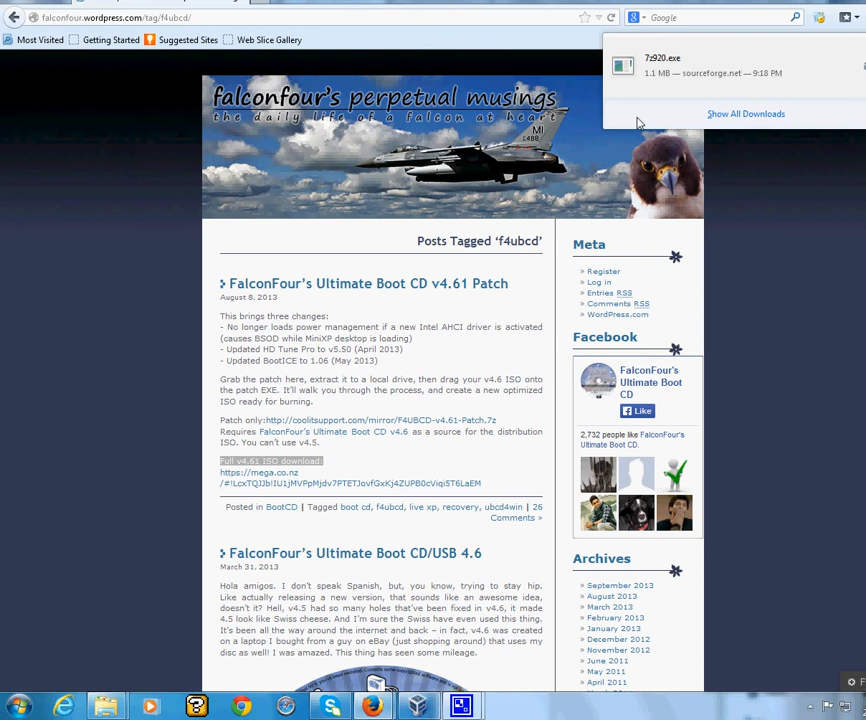 falconfour.wordpress.com/tag/f4ubcd/
Google
Most Visited
Getting Started
Suggested Sites
Web Slice Gallery
7z920.exe
1.1 MB — sourceforge.net — 9:18 PM
Show All Downloads
falconfour's perpetual musings
the daily life of a falcon at heart
MI
Posts Tagged ‘f4ubcd’
FalconFour’s Ultimate Boot CD v4.61 Patch
August 8, 2013
This brings three changes:
- No longer loads power management if a new Intel AHCI driver is activated
(causes BSOD while MiniXP desktop is loading)
- Updated HD Tune Pro to v5.50 (April 2013)
- Updated BootICE to 1.06 (May 2013)
Grab the patch here, extract it to a local drive, then drag your v4.6 ISO onto
the patch EXE. It’ll walk you through the process, and create a new optimized
ISO ready for burning.
Patch only:http://coolitsupport.com/mirror/F4UBCD-v4.61-Patch.7z
Requires FalconFour’s Ultimate Boot CD v4.6 as a source for the distribution
ISO. You can’t use v4.5.
Full v4.61 ISO download:
https://mega.co.nz
/#!LcxTQJJb!IU1jMVPpMjdv7PTETJovfGxKj4ZUPB0cViqi5T6LaEM
Posted in BootCD | Tagged boot cd, f4ubcd, live xp, recovery, ubcd4win | 26
Comments »
FalconFour’s Ultimate Boot CD/USB 4.6
March 31, 2013
Hola amigos. I don’t speak Spanish, but, you know, trying to stay hip.
Like actually releasing a new version, that sounds like an awesome idea,
doesn’t it? Hell, v4.5 had so many holes that’ve been fixed in v4.6, it made
4.5 look like Swiss cheese. And I’m sure the Swiss have even used this thing.
It’s been all the way around the internet and back – in fact, v4.6 was created
on a laptop I bought from a guy on eBay (just shopping around) that uses my
disc as well! I was amazed. This thing has seen some mileage.
Meta
» Register
» Log in
» Entries RSS
» Comments RSS
» WordPress.com
Facebook
FalconFour's
Ultimate Boot
CD
Like
2,732 people like FalconFour's
Ultimate Boot CD.
Archives
» September 2013
» August 2013
» March 2013
» February 2013
» January 2013
» December 2012
» November 2012
» June 2011
» May 2011
» April 2011